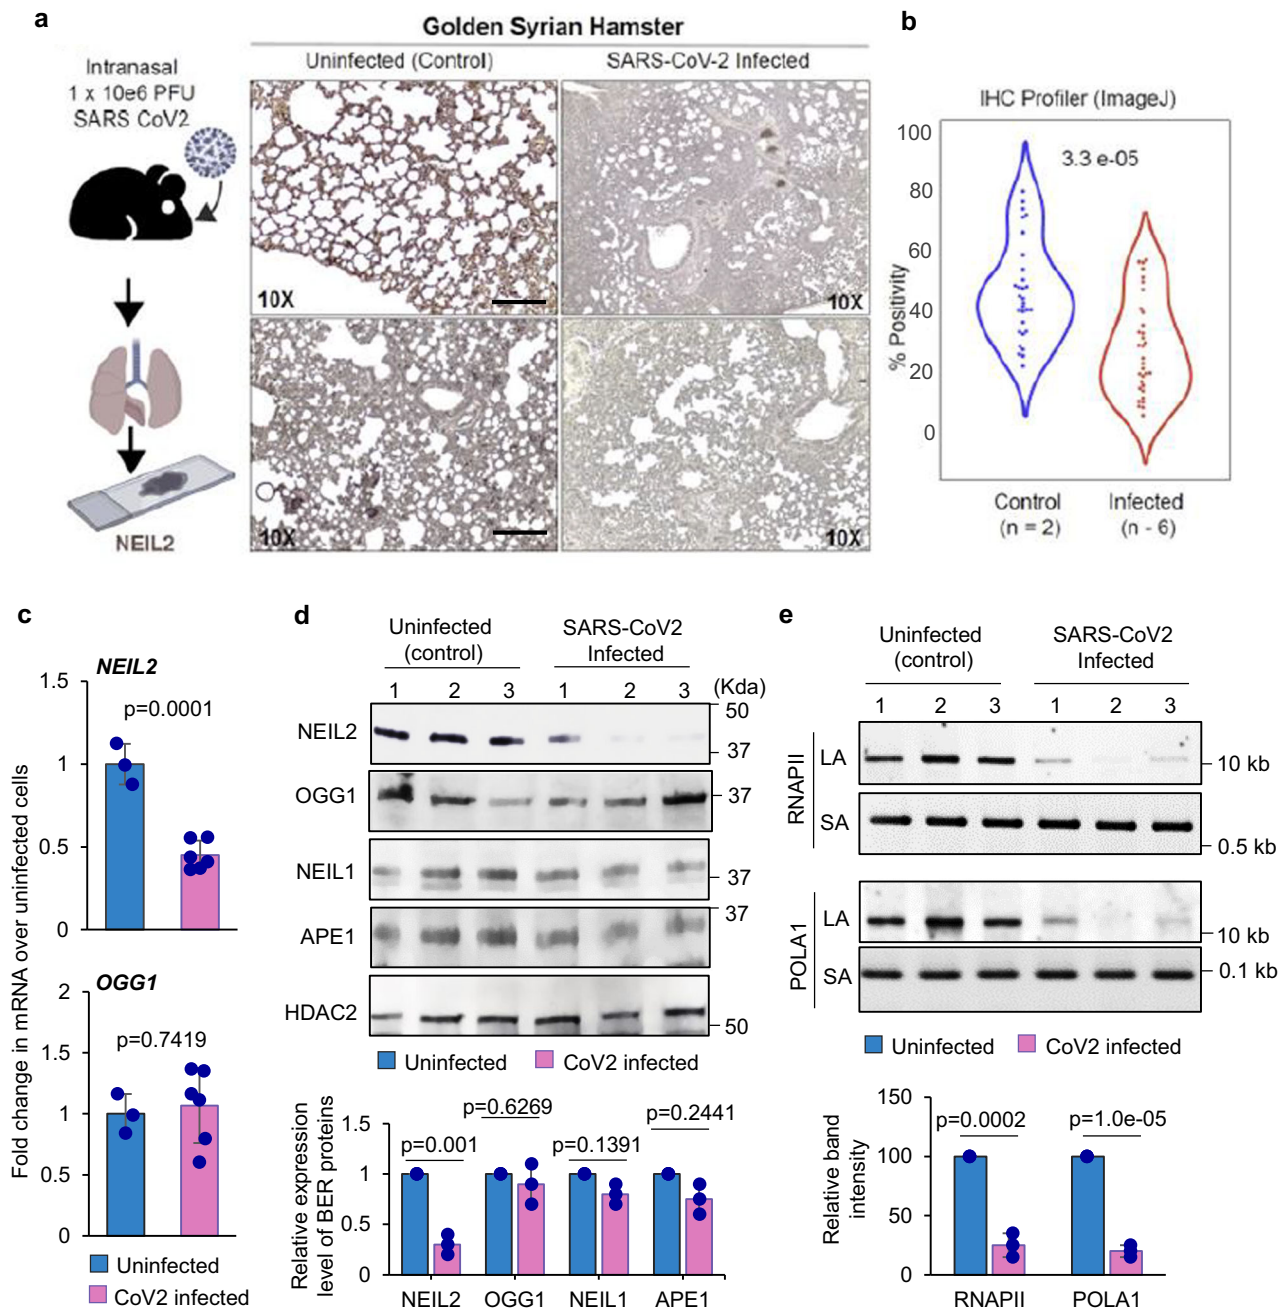 a
Golden Syrian Hamster
Uninfected (Control)
SARS-CoV-2 Infected
Intranasal
1 x 10e6 PFU
SARS CoV2
10X
10X
10X
10X
NEIL2
b
IHC Profiler (ImageJ)
3.3 e-05
% Positivity
100
80
60
40
20
0
Control
(n = 2)
Infected
(n - 6)
c
Fold change in mRNA over uninfected cells
NEIL2
p=0.0001
1.5
1
0.5
0
OGG1
p=0.7419
2
1.5
1
0.5
0
Uninfected
CoV2 infected
d
Uninfected
(control)
SARS-CoV2
Infected
1 2 3 1 2 3 (Kda)
NEIL2
50
37
OGG1
37
NEIL1
37
APE1
37
HDAC2
50
Uninfected
CoV2 infected
Relative expression
level of BER proteins
1.5
1
0.5
0
p=0.001
p=0.6269
p=0.1391
p=0.2441
NEIL2 OGG1 NEIL1 APE1
e
Uninfected
(control)
SARS-CoV2
Infected
1 2 3 1 2 3
RNAPII
LA
10 kb
SA
0.5 kb
POLA1
LA
10 kb
SA
0.1 kb
Uninfected
CoV2 infected
Relative band
intensity
150
100
50
0
p=0.0002
p=1.0e-05
RNAPII POLA1